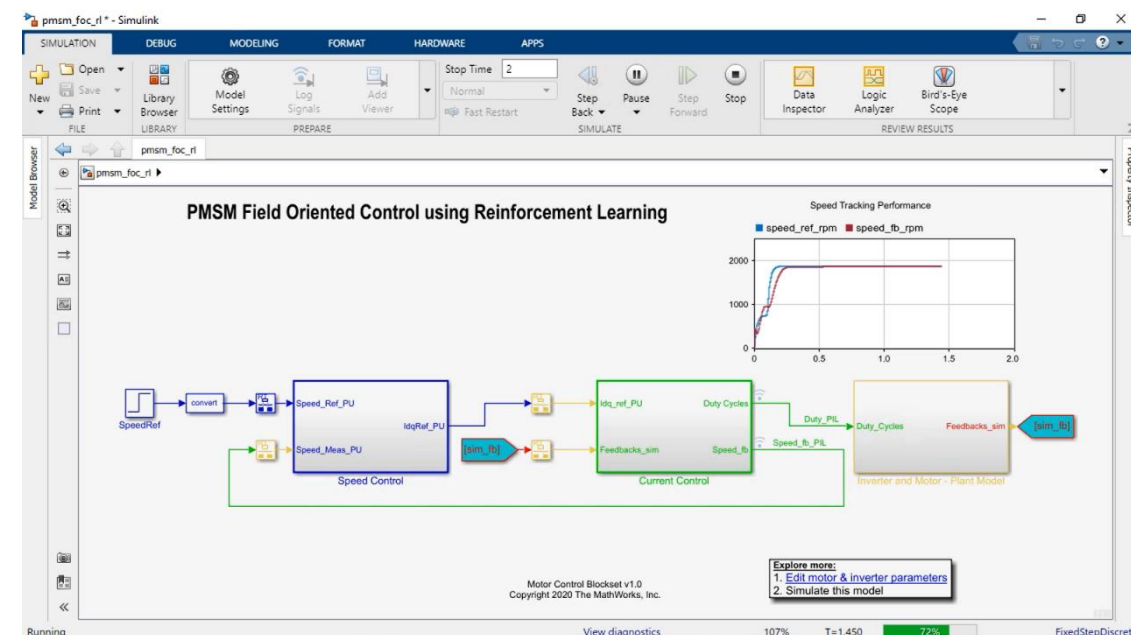 pmsm_foc_rl * - Simulink
SIMULATION DEBUG MODELING FORMAT HARDWARE APPS
New
Open
Save
Print
FILE
Library Browser
LIBRARY
Model Settings
Log Signals
Add Viewer
PREPARE
Stop Time 2
Normal
Fast Restart
Step Back
Pause
Step Forward
Stop
SIMULATE
Data Inspector
Logic Analyzer
Bird's-Eye Scope
REVIEW RESULTS
Model Browser
Property Inspector
pmsm_foc_rl
pmsm_foc_rl
PMSM Field Oriented Control using Reinforcement Learning
Speed Tracking Performance
speed_ref_rpm speed_fb_rpm
2000
1000
0
0 0.5 1.0 1.5 2.0
SpeedRef
convert
Speed_Ref_PU
Speed_Meas_PU
IdqRef_PU
Speed Control
[sim_fb]
Idq_ref_PU
Feedbacks_sim
Duty Cycles
Speed_fb
Current Control
Duty_PIL
Speed_fb_PIL
Duty_Cycles
Feedbacks_sim
Inverter and Motor - Plant Model
[sim_fb]
Motor Control Blockset v1.0
Copyright 2020 The MathWorks, Inc.
Explore more:
1. Edit motor & inverter parameters
2. Simulate this model
Running View diagnostics 107% T=1.450 72% FixedStepDiscret